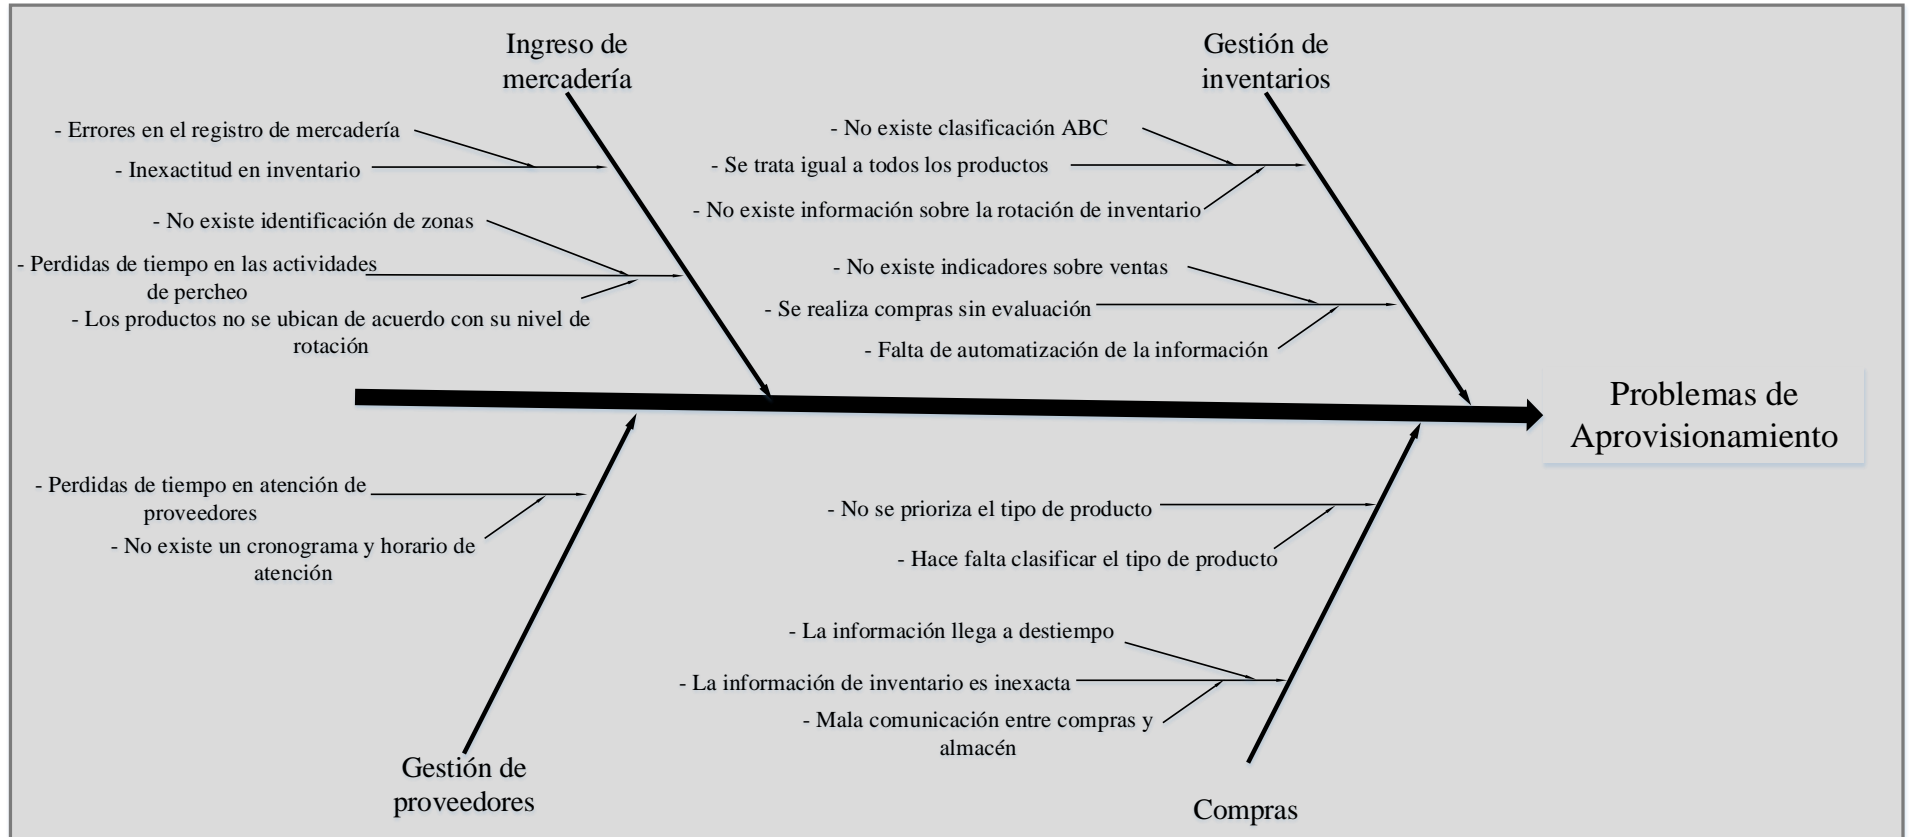 Ingreso de
mercadería
- Errores en el registro de mercadería
- Inexactitud en inventario
- No existe identificación de zonas
- Perdidas de tiempo en las actividades
de percheo
- Los productos no se ubican de acuerdo con su nivel de
rotación
Gestión de
inventarios
- No existe clasificación ABC
- Se trata igual a todos los productos
- No existe información sobre la rotación de inventario
- No existe indicadores sobre ventas
- Se realiza compras sin evaluación
- Falta de automatización de la información
Problemas de
Aprovisionamiento
- Perdidas de tiempo en atención de
proveedores
- No existe un cronograma y horario de
atención
Gestión de
proveedores
- No se prioriza el tipo de producto
- Hace falta clasificar el tipo de producto
- La información llega a destiempo
- La información de inventario es inexacta
- Mala comunicación entre compras y
almacén
Compras